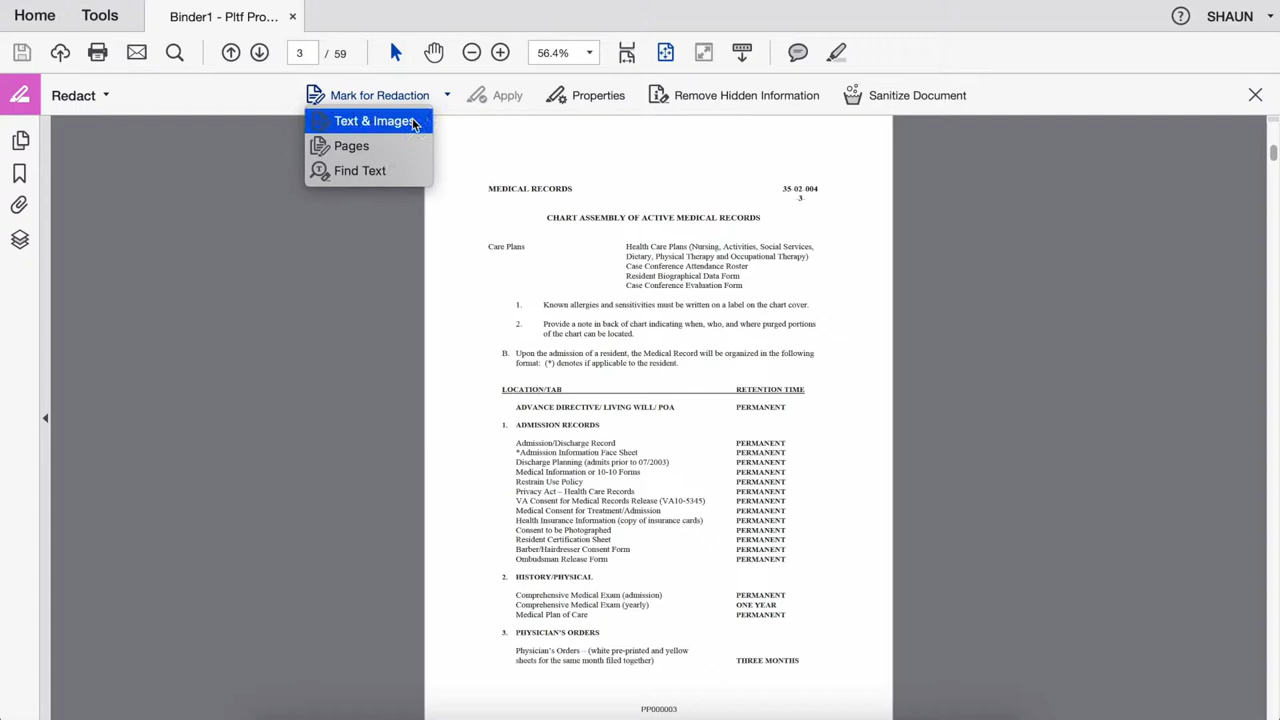 Home Tools Binder1 - Pltf Pro... × ? SHAUN
3 / 59 56.4%
Redact Mark for Redaction Apply Properties Remove Hidden Information Sanitize Document
Text & Images
Pages
Find Text
MEDICAL RECORDS 35-02-004
-3-
CHART ASSEMBLY OF ACTIVE MEDICAL RECORDS
Care Plans Health Care Plans (Nursing, Activities, Social Services,
Dietary, Physical Therapy and Occupational Therapy)
Case Conference Attendance Roster
Resident Biographical Data Form
Case Conference Evaluation Form
1. Known allergies and sensitivities must be written on a label on the chart cover.
2. Provide a note in back of chart indicating when, who, and where purged portions
of the chart can be located.
B. Upon the admission of a resident, the Medical Record will be organized in the following
format: (*) denotes if applicable to the resident.
LOCATION/TAB RETENTION TIME
ADVANCE DIRECTIVE/ LIVING WILL/ POA PERMANENT
1. ADMISSION RECORDS
Admission/Discharge Record PERMANENT
*Admission Information Face Sheet PERMANENT
Discharge Planning (admits prior to 07/2003) PERMANENT
Medical Information or 10-10 Forms PERMANENT
Restrain Use Policy PERMANENT
Privacy Act – Health Care Records PERMANENT
VA Consent for Medical Records Release (VA10-5345) PERMANENT
Medical Consent for Treatment/Admission PERMANENT
Health Insurance Information (copy of insurance cards) PERMANENT
Consent to be Photographed PERMANENT
Resident Certification Sheet PERMANENT
Barber/Hairdresser Consent Form PERMANENT
Ombudsman Release Form PERMANENT
2. HISTORY/PHYSICAL
Comprehensive Medical Exam (admission) PERMANENT
Comprehensive Medical Exam (yearly) ONE YEAR
Medical Plan of Care PERMANENT
3. PHYSICIAN'S ORDERS
Physician's Orders – (white pre-printed and yellow
sheets for the same month filed together) THREE MONTHS
PP000003